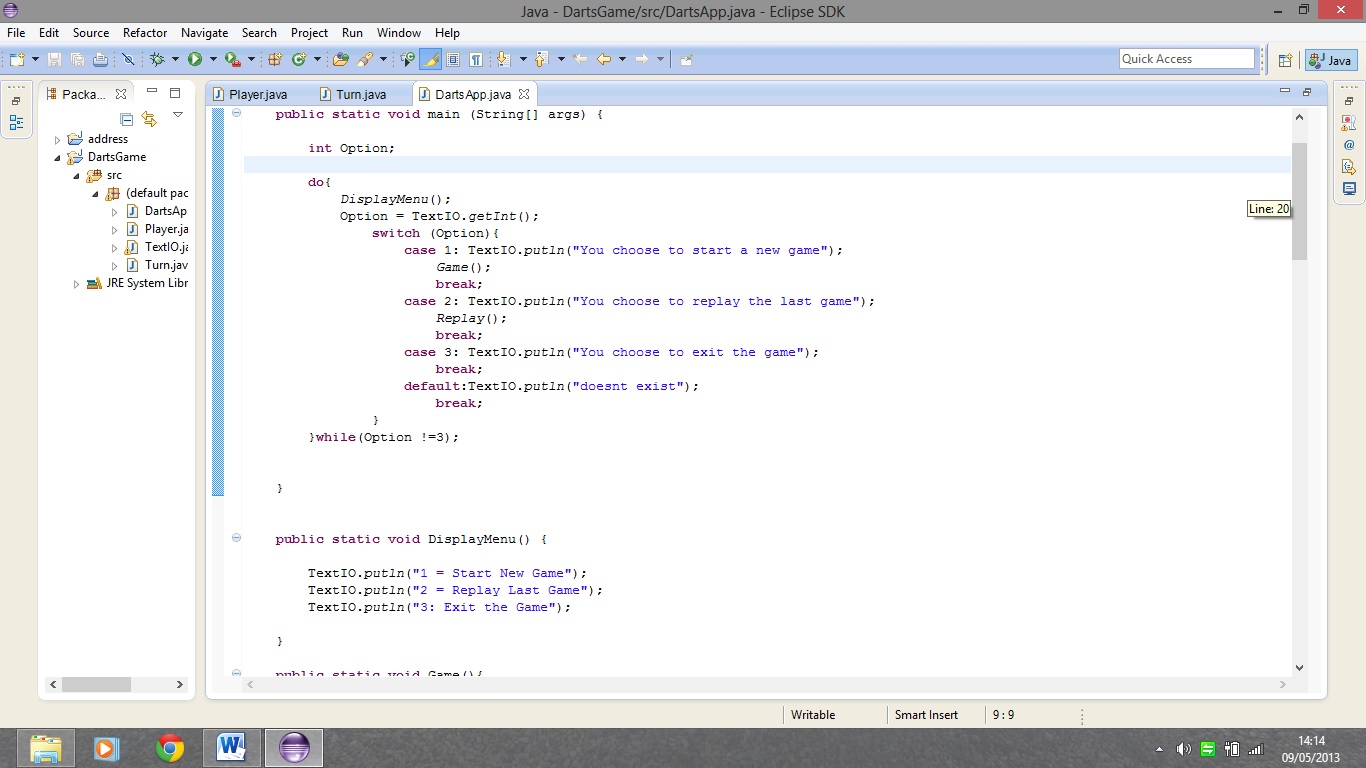 Java - DartsGame/src/DartsApp.java - Eclipse SDK
File Edit Source Refactor Navigate Search Project Run Window Help
Quick Access
Java
Packa...
Player.java
Turn.java
DartsApp.java
address
DartsGame
src
(default pac
DartsAp
Player.ja
TextIO.ja
Turn.jav
JRE System Libr
public static void main (String[] args) {
int Option;
do{
DisplayMenu();
Option = TextIO.getInt();
switch (Option){
case 1: TextIO.putln("You choose to start a new game");
Game();
break;
case 2: TextIO.putln("You choose to replay the last game");
Replay();
break;
case 3: TextIO.putln("You choose to exit the game");
break;
default:TextIO.putln("doesnt exist");
break;
}
}while(Option !=3);
}
public static void DisplayMenu() {
TextIO.putln("1 = Start New Game");
TextIO.putln("2 = Replay Last Game");
TextIO.putln("3: Exit the Game");
}
public static void Game(){
Line: 20
Writable
Smart Insert
9 : 9
14:14
09/05/2013